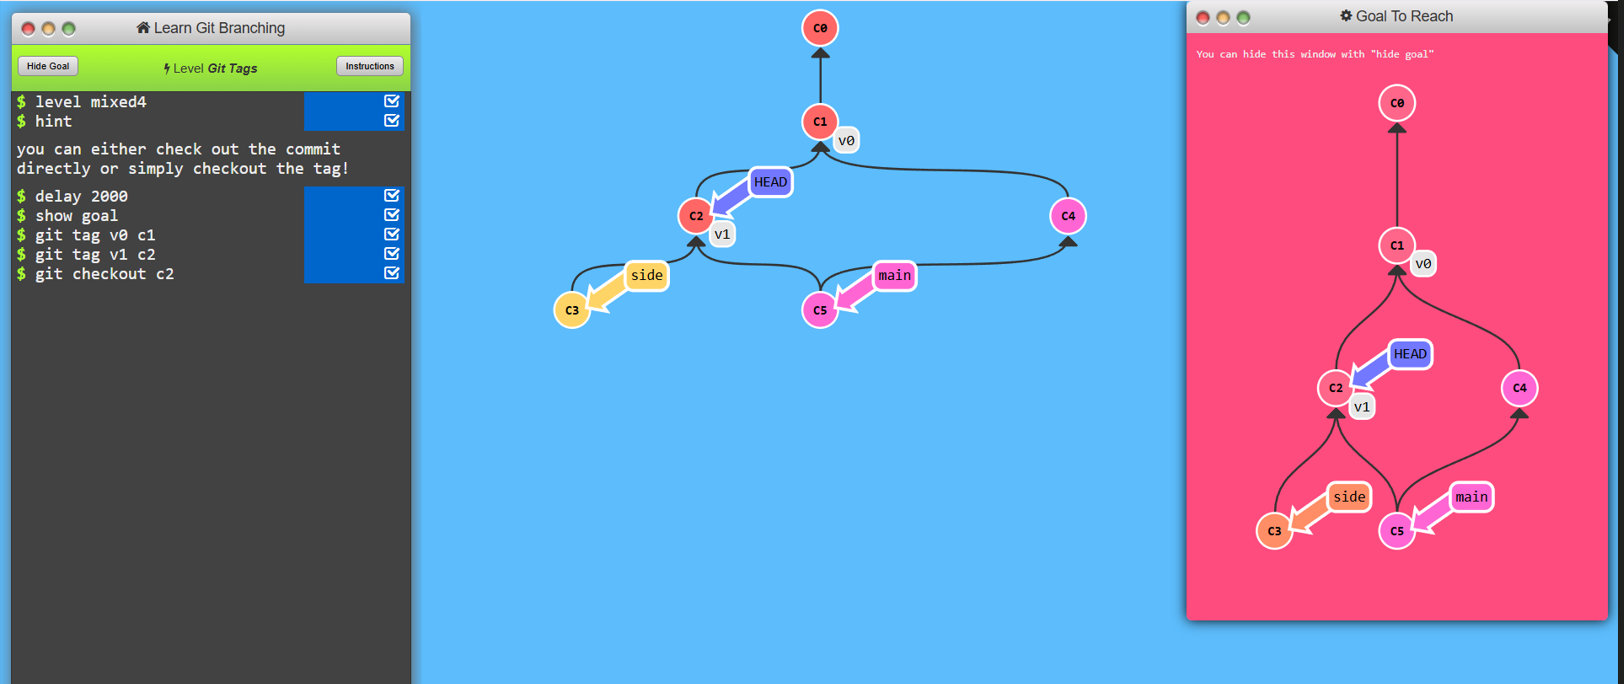 Learn Git Branching
Hide Goal
Level Git Tags
Instructions
$ level mixed4
$ hint
you can either check out the commit
directly or simply checkout the tag!
$ delay 2000
$ show goal
$ git tag v0 c1
$ git tag v1 c2
$ git checkout c2
C0
C1
v0
HEAD
C2
v1
C4
side
main
C3
C5
Goal To Reach
You can hide this window with "hide goal"
C0
C1
v0
HEAD
C2
v1
C4
side
main
C3
C5